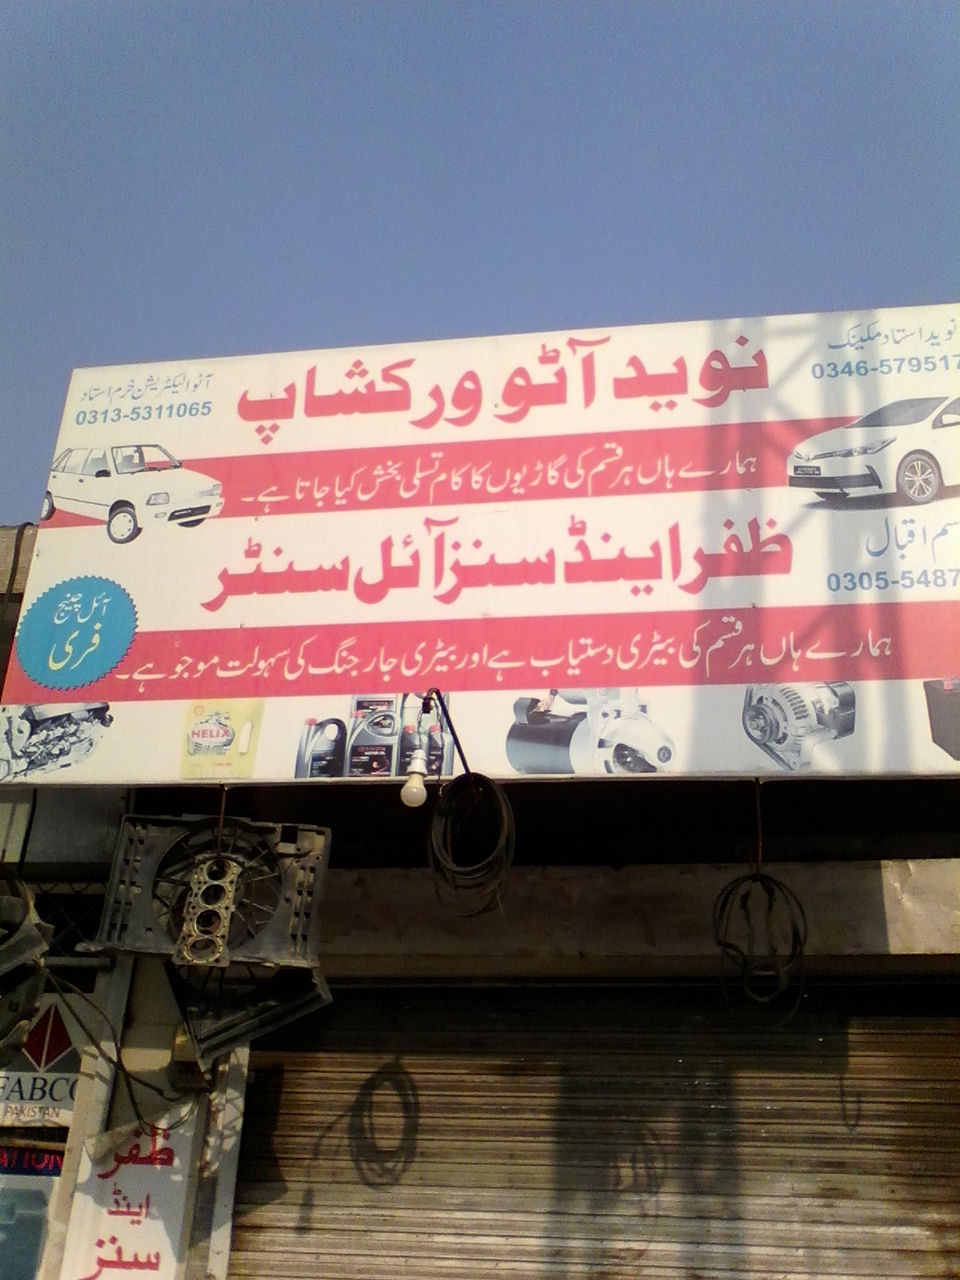 نوید استاد مکینک
0346-579517
نوید آٹو ورکشاپ
آٹو الیکٹریشن خرم استاد
0313-5311065
ہمارے ہاں ہر قسم کی گاڑیوں کا کام تسلی بخش کیا جاتا ہے۔
اقبال
0305-5487
ظفر اینڈ سنز آئل سنٹر
آئل چینج
فری
ہمارے ہاں ہر قسم کی بیٹری دستیاب ہے اور بیٹری چارجنگ کی سہولت موجو ہے۔
HELIX
FABCO
PAKISTAN
ظفر
اینڈ
سنز